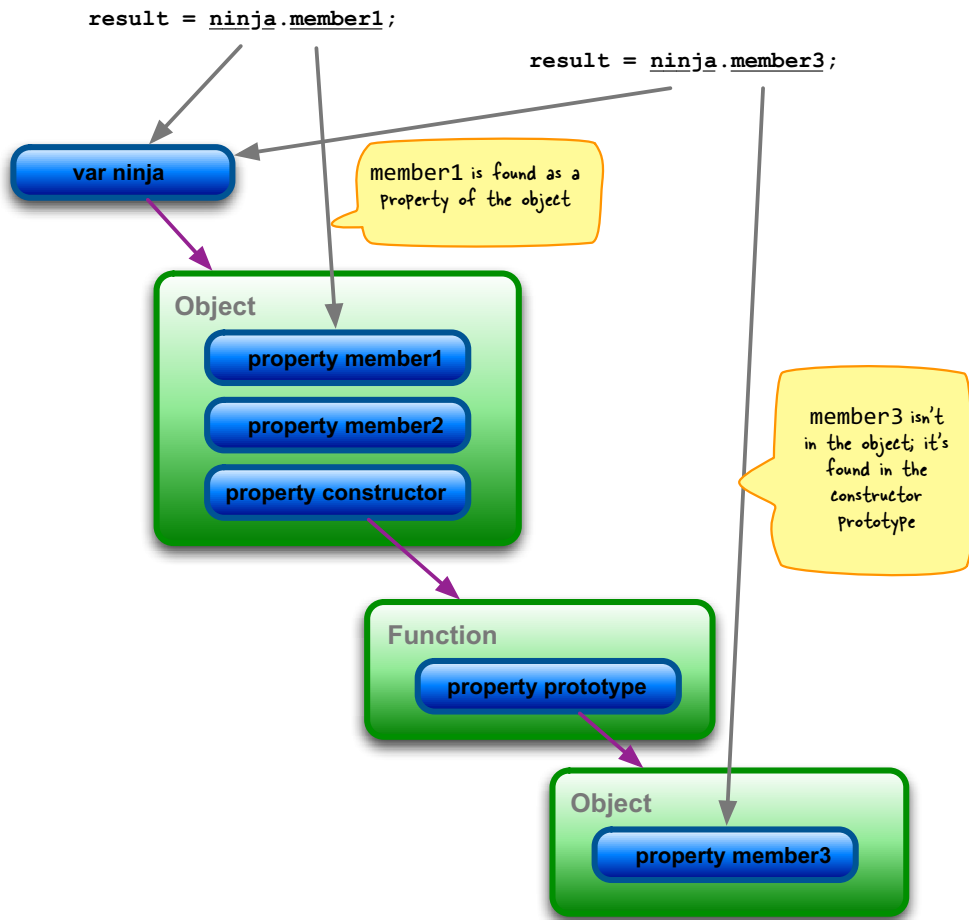 result = ninja.member1;
result = ninja.member3;
var ninja
member1 is found as a
property of the object
Object
property member1
property member2
property constructor
member3 isn't
in the object; it's
found in the
constructor
prototype
Function
property prototype
Object
property member3